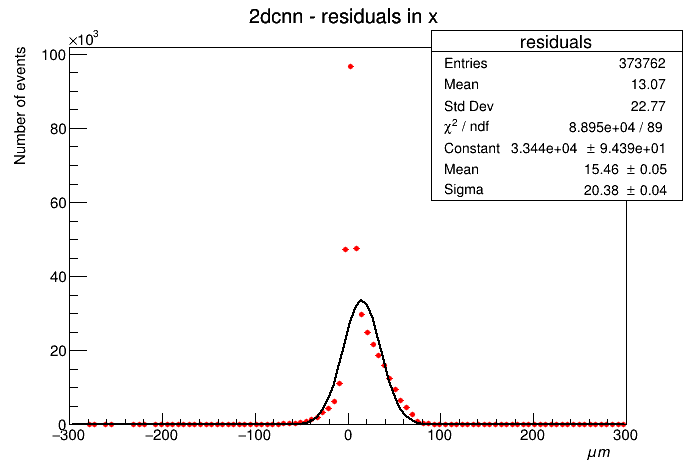 2dcnn - residuals in x
×10³
Number of events
100
80
60
40
20
0
−300
−200
−100
0
100
200
300
μm
residuals
Entries 373762
Mean 13.07
Std Dev 22.77
χ² / ndf 8.895e+04 / 89
Constant 3.344e+04 ± 9.439e+01
Mean 15.46 ± 0.05
Sigma 20.38 ± 0.04